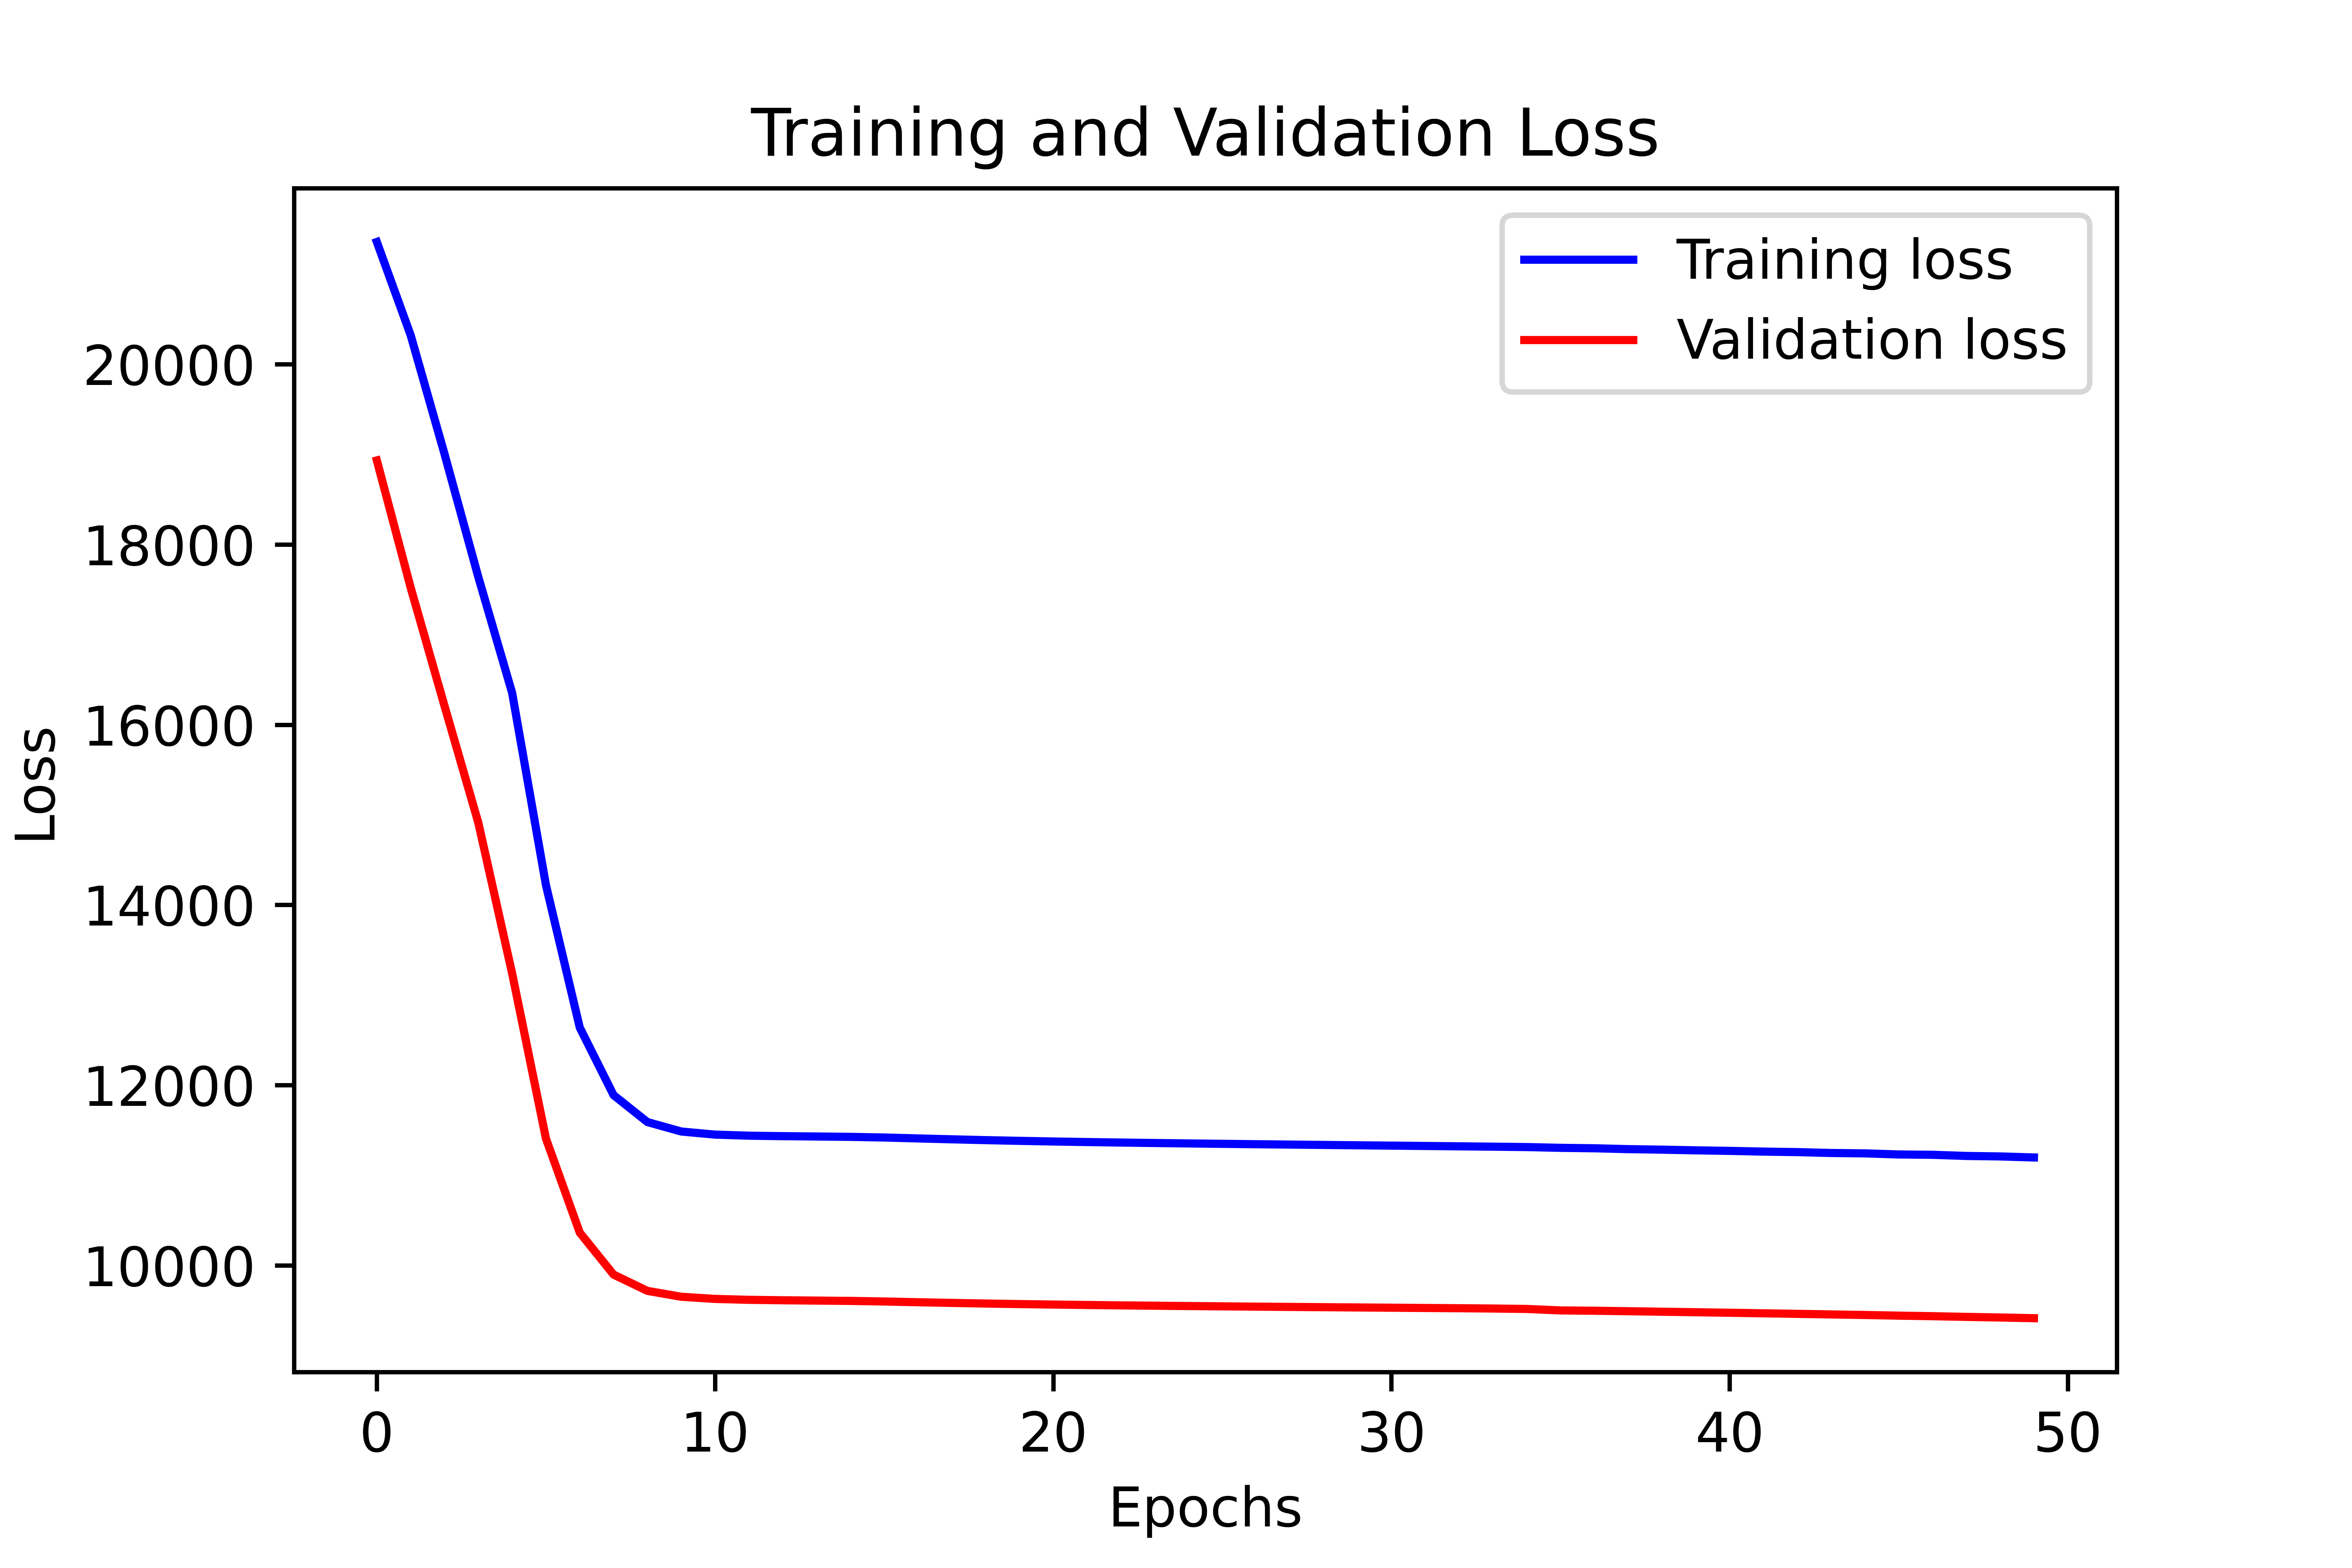 Training and Validation Loss
Training loss
Validation loss
20000
18000
16000
14000
12000
10000
Loss
0 10 20 30 40 50
Epochs